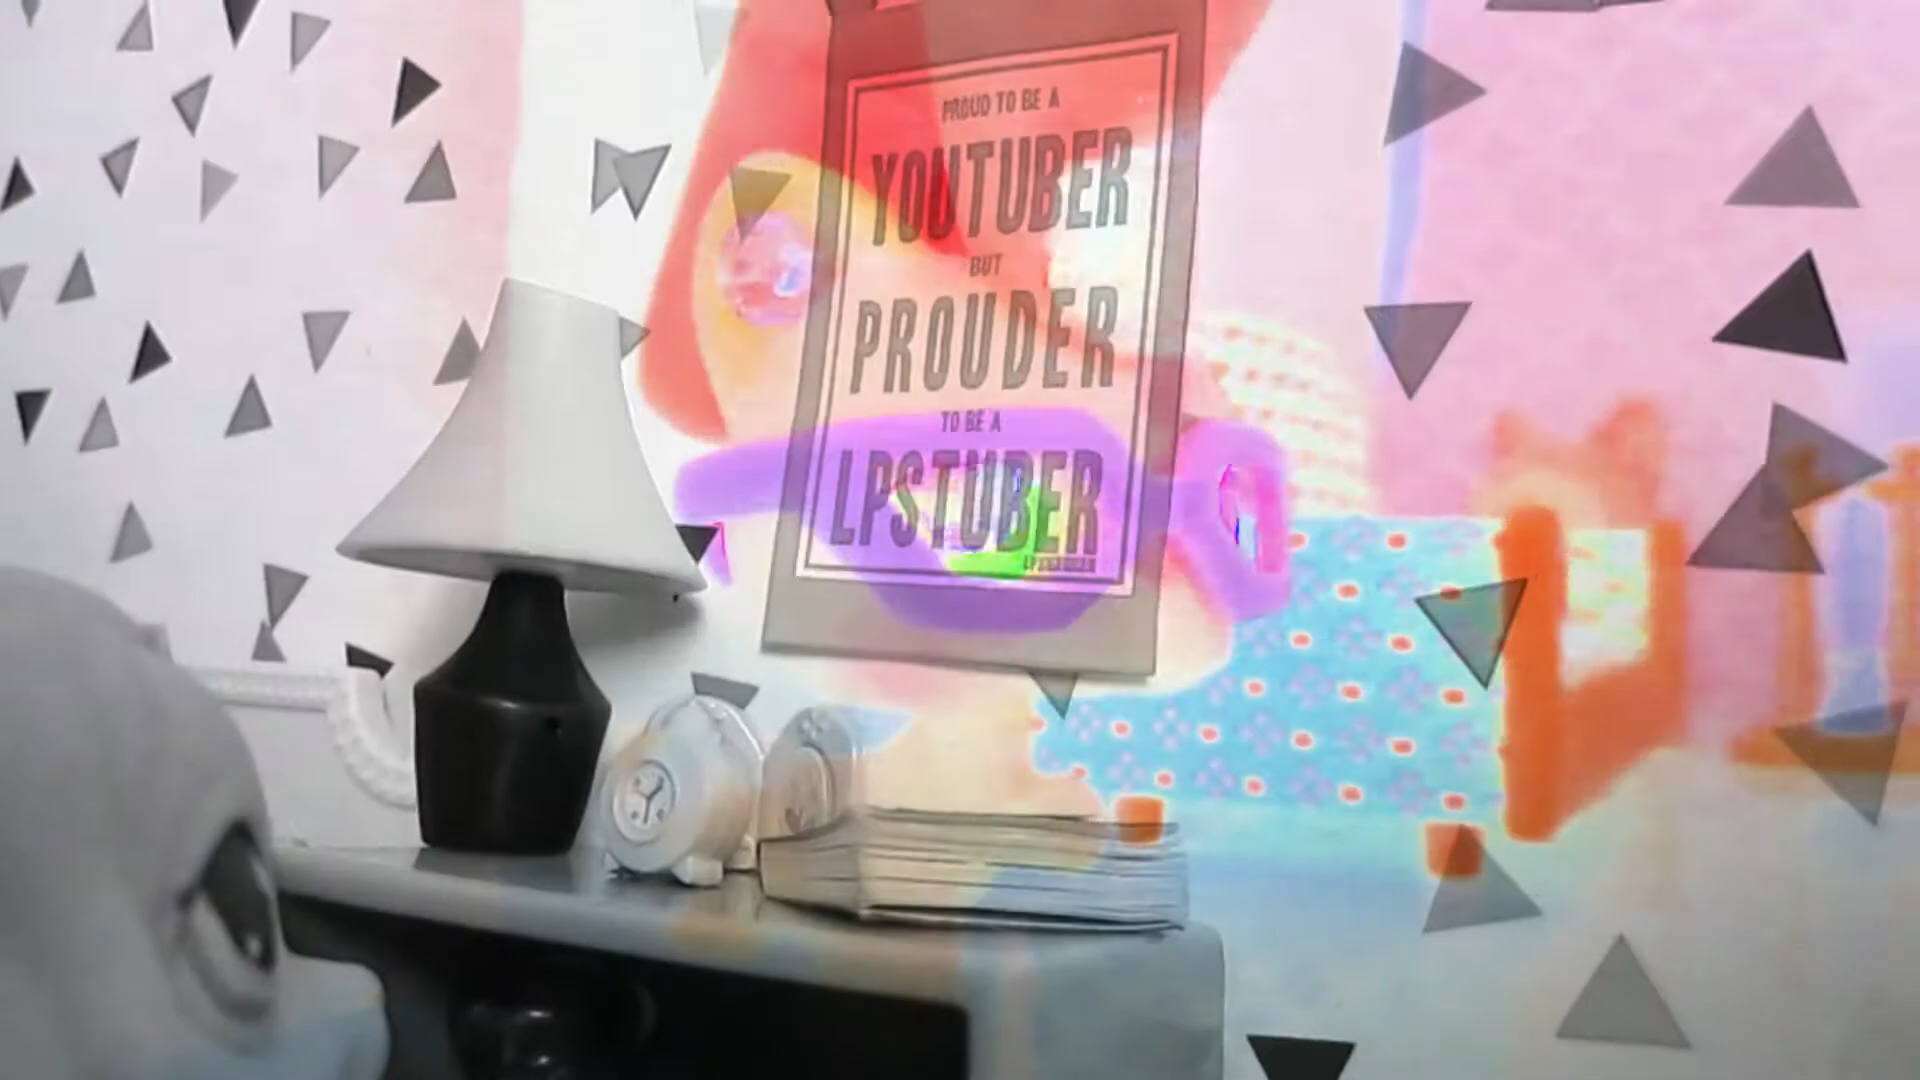 PROUD TO BE A
YOUTUBER
BUT
PROUDER
TO BE A
LPSTUBER